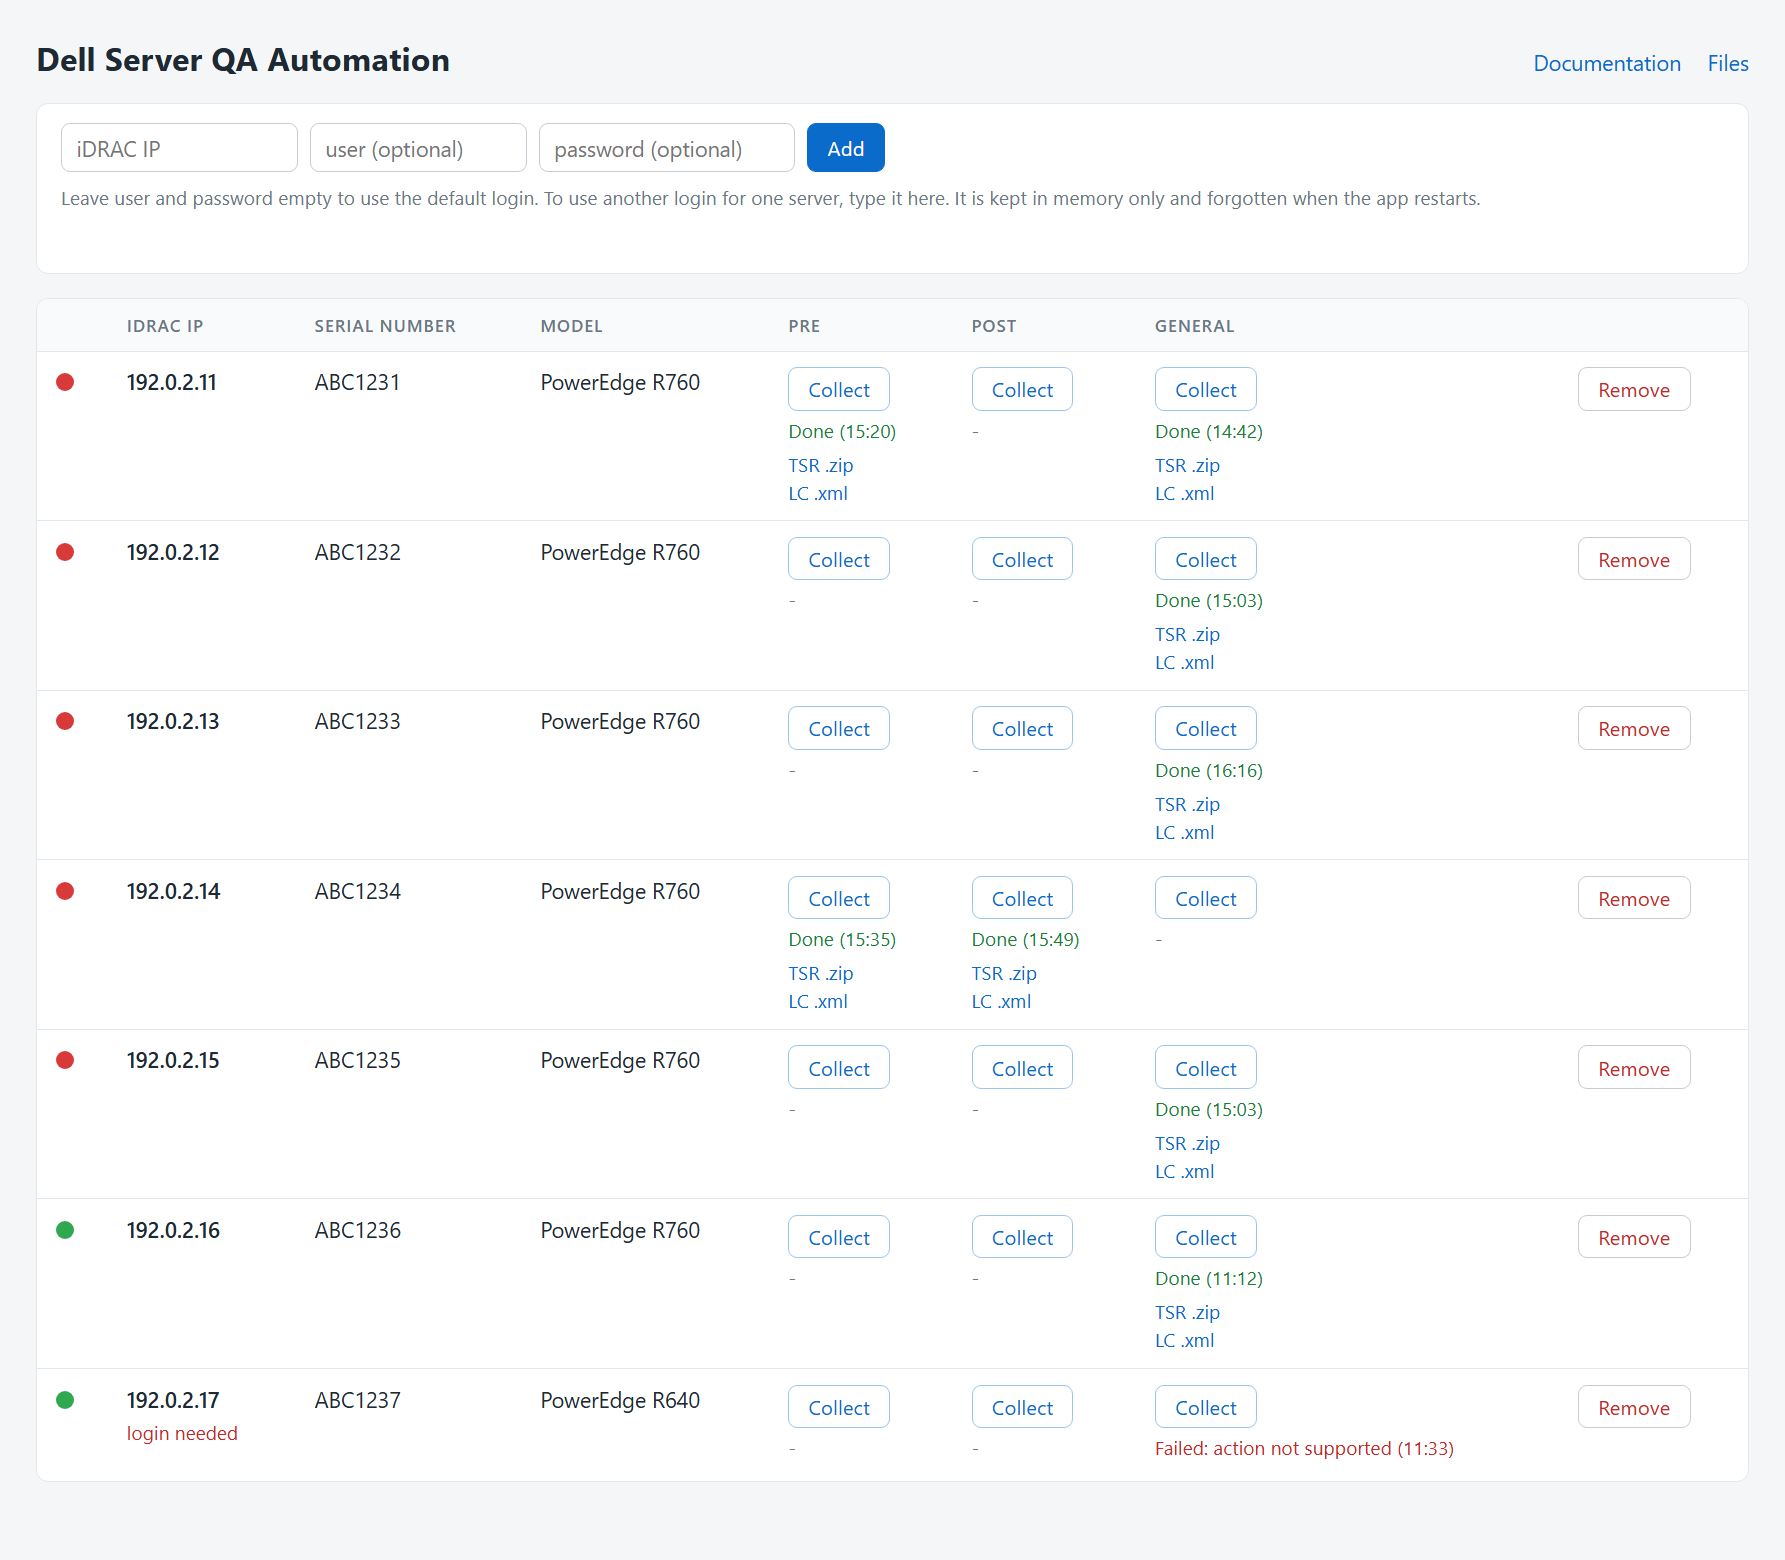 Dell Server QA Automation
Documentation Files
iDRAC IP user (optional) password (optional) Add
Leave user and password empty to use the default login. To use another login for one server, type it here. It is kept in memory only and forgotten when the app restarts.
IDRAC IP SERIAL NUMBER MODEL PRE POST GENERAL
192.0.2.11 ABC1231 PowerEdge R760 Collect Collect Collect Remove
Done (15:20) - Done (14:42)
TSR .zip TSR .zip
LC .xml LC .xml
192.0.2.12 ABC1232 PowerEdge R760 Collect Collect Collect Remove
- - Done (15:03)
TSR .zip
LC .xml
192.0.2.13 ABC1233 PowerEdge R760 Collect Collect Collect Remove
- - Done (16:16)
TSR .zip
LC .xml
192.0.2.14 ABC1234 PowerEdge R760 Collect Collect Collect Remove
Done (15:35) Done (15:49) -
TSR .zip TSR .zip
LC .xml LC .xml
192.0.2.15 ABC1235 PowerEdge R760 Collect Collect Collect Remove
- - Done (15:03)
TSR .zip
LC .xml
192.0.2.16 ABC1236 PowerEdge R760 Collect Collect Collect Remove
- - Done (11:12)
TSR .zip
LC .xml
192.0.2.17 ABC1237 PowerEdge R640 Collect Collect Collect Remove
login needed - - Failed: action not supported (11:33)